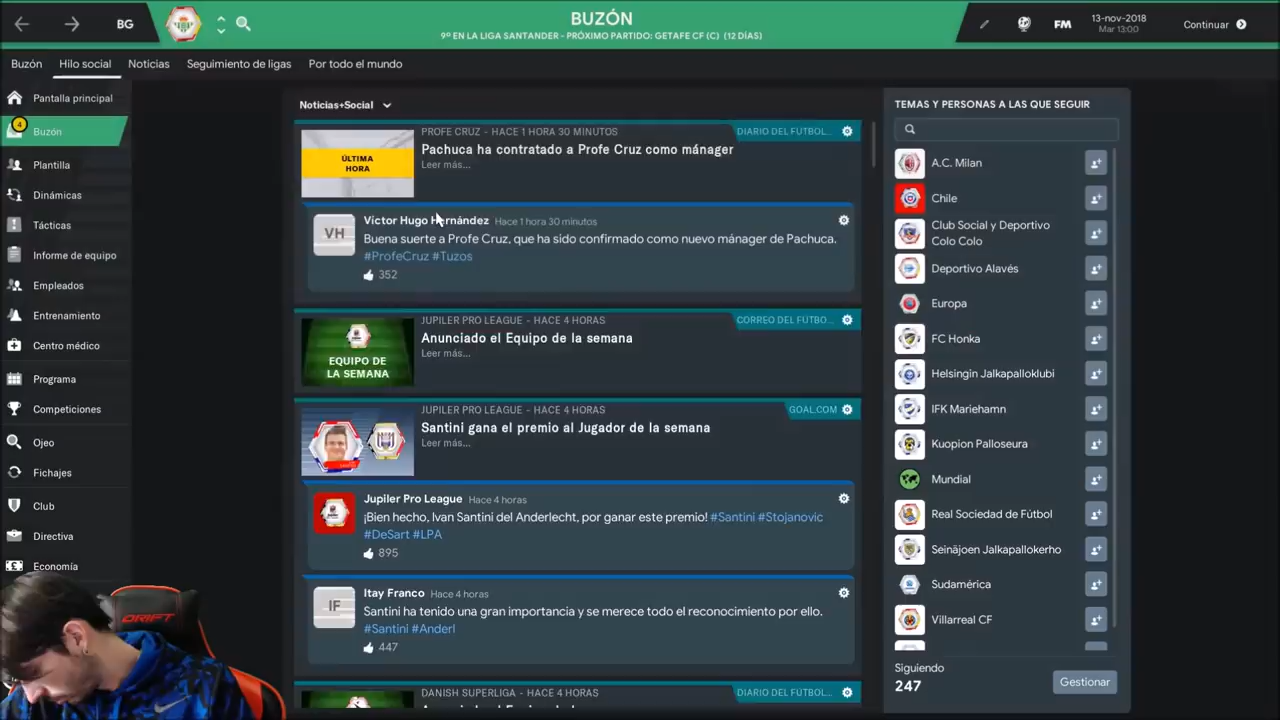 BG
BUZÓN
9º EN LA LIGA SANTANDER - PRÓXIMO PARTIDO: GETAFE CF (C) (12 DÍAS)
FM
13-nov-2018
Mar 13:00
Continuar
Buzón
Hilo social
Noticias
Seguimiento de ligas
Por todo el mundo
Pantalla principal
4
Buzón
Plantilla
Dinámicas
Tácticas
Informe de equipo
Empleados
Entrenamiento
Centro médico
Programa
Competiciones
Ojeo
Fichajes
Club
Directiva
Economía
DRIFT
Noticias+Social
ÚLTIMA
HORA
PROFE CRUZ - HACE 1 HORA 30 MINUTOS
DIARIO DEL FÚTBOL...
Pachuca ha contratado a Profe Cruz como mánager
Leer más...
VH
Víctor Hugo Hernández Hace 1 hora 30 minutos
Buena suerte a Profe Cruz, que ha sido confirmado como nuevo mánager de Pachuca.
#ProfeCruz #Tuzos
352
EQUIPO DE
LA SEMANA
JUPILER PRO LEAGUE - HACE 4 HORAS
CORREO DEL FÚTBO...
Anunciado el Equipo de la semana
Leer más...
JUPILER PRO LEAGUE - HACE 4 HORAS
GOAL.COM
Santini gana el premio al Jugador de la semana
Leer más...
Jupiler Pro League Hace 4 horas
¡Bien hecho, Ivan Santini del Anderlecht, por ganar este premio! #Santini #Stojanovic
#DeSart #LPA
895
IF
Itay Franco Hace 4 horas
Santini ha tenido una gran importancia y se merece todo el reconocimiento por ello.
#Santini #Anderl
447
DANISH SUPERLIGA - HACE 4 HORAS
DIARIO DEL FÚTBOL...
TEMAS Y PERSONAS A LAS QUE SEGUIR
A.C. Milan
Chile
Club Social y Deportivo
Colo Colo
Deportivo Alavés
Europa
FC Honka
Helsingin Jalkapalloklubi
IFK Mariehamn
Kuopion Palloseura
Mundial
Real Sociedad de Fútbol
Seinäjoen Jalkapallokerho
Sudamérica
Villarreal CF
Siguiendo
247
Gestionar